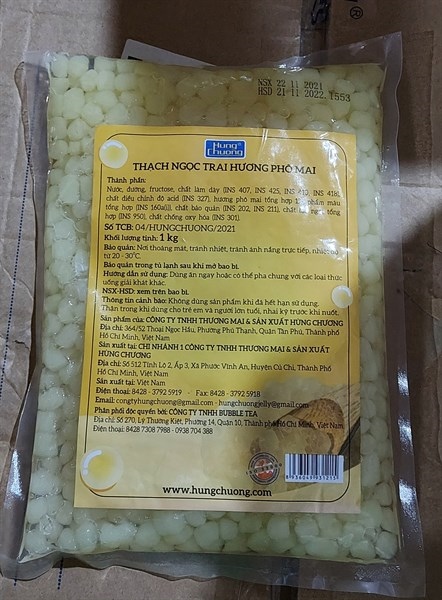 NSX 22 11 2021
HSD 21 11 2022, 1553
Hung
Chuong
THẠCH NGỌC TRAI HƯƠNG PHÔ MAI
Thành phần:
Nước, đường, fructose, chất làm dày (INS 407, INS 425, INS 410, INS 418),
chất điều chỉnh độ acid (INS 327), hương phô mai tổng hợp phẩm màu
tổng hợp (INS 160a(i)), chất bảo quản (INS 202, INS 211), chất tổng hợp
(INS 950), chất chống oxy hóa (INS 301).
Số TCB: 04/HUNGCHUONG/2021
Khối lượng tịnh: 1 kg
Bảo quản: Nơi thoáng mát, tránh nhiệt, tránh ánh nắng trực tiếp, nhiệt độ
từ 20 - 30°C.
Bảo quản trong tủ lạnh sau khi mở bao bì.
Hướng dẫn sử dụng: Dùng ăn ngay hoặc có thể pha chung với các loại thức
uống giải khát khác.
NSX-HSD: xem trên bao bì.
Thông tin cảnh báo: Không dùng sản phẩm khi đã hết hạn sử dụng.
Thận trọng khi dùng cho trẻ em và người lớn tuổi, nhai kỹ trước khi nuốt.
Sản phẩm của: CÔNG TY TNHH THƯƠNG MẠI & SẢN XUẤT HUNG CHUONG
Địa chỉ: 364/52 Thoại Ngọc Hầu, Phường Phú Thạnh, Quận Tân Phú, Thành phố
Hồ Chí Minh, Việt Nam
Sản xuất tại: CHI NHÁNH 1 CÔNG TY TNHH THƯƠNG MẠI & SẢN XUẤT
HUNG CHUONG
Địa chỉ: Số 512 Tỉnh Lộ 2, Ấp 3, Xã Phước Vĩnh An, Huyện Củ Chi, Thành Phố
Hồ Chí Minh, Việt Nam
Sản xuất tại: Việt Nam
Điện thoại: 8428 - 3792 5919 - Fax: 8428 - 3792 5918
Email: congtyhungchuong@gmail.com - hungchuongjelly@gmail.com
Phân phối độc quyền bởi: CÔNG TY TNHH BUBBLE TEA
Địa chỉ: Số 270, Lý Thường Kiệt, Phường 14, Quận 10, Thành phố Hồ Chí Minh, Việt Nam
Điện thoại: 8428 7308 7988 - 0938 704 388
8 936049 931213
www.hungchuong.com